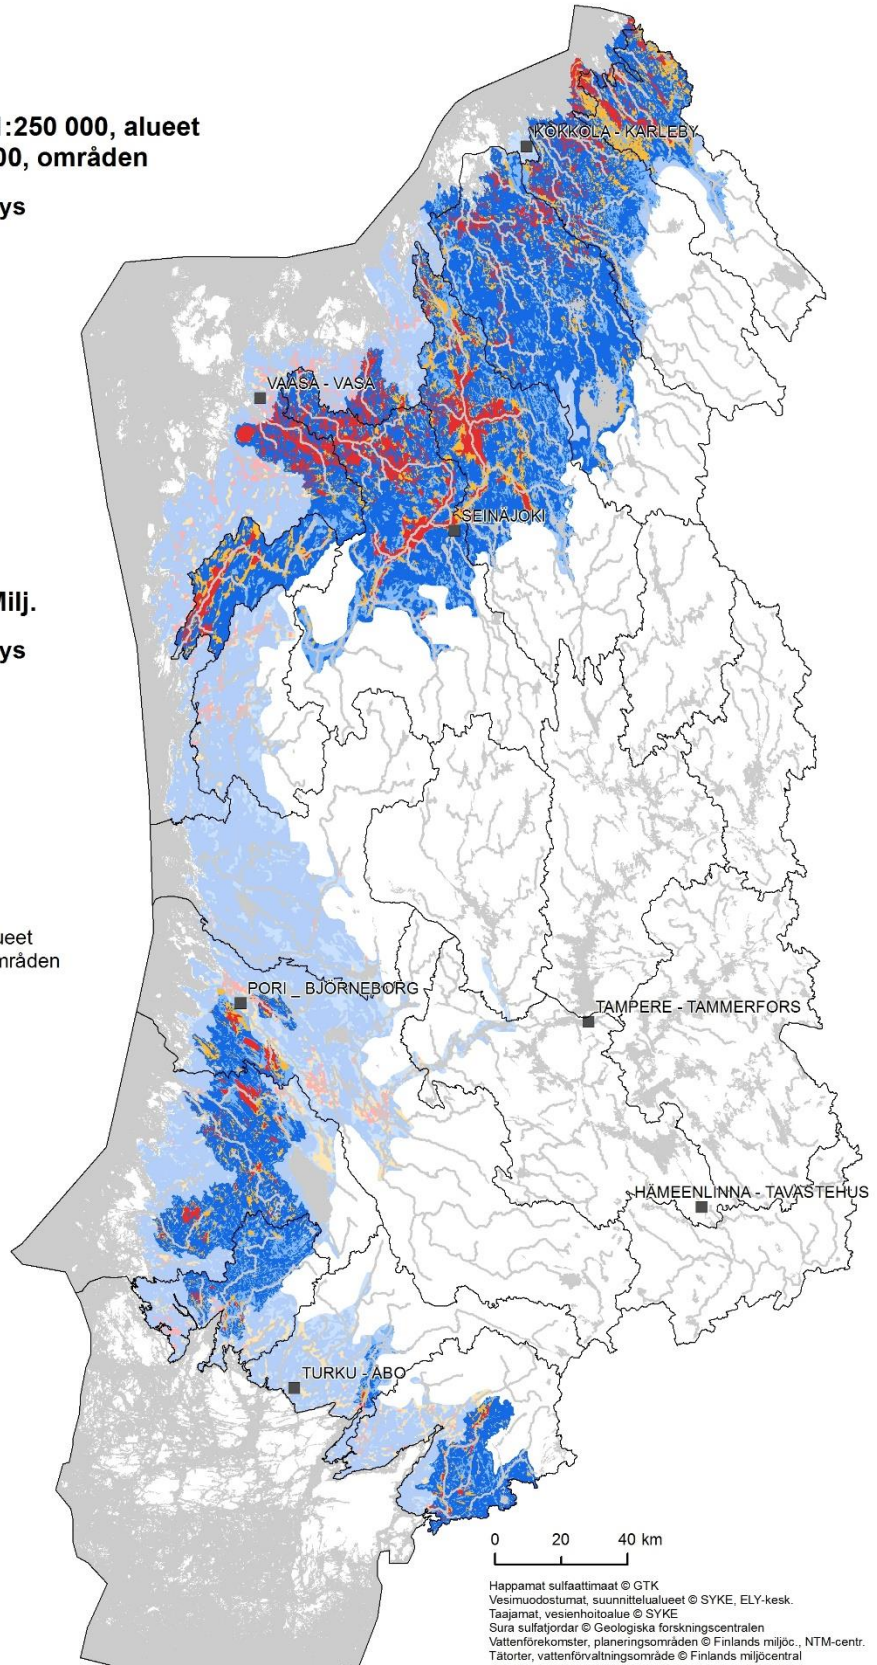 1:250 000, alueet
00, områden
ys
KOKKOLA - KARLEBY
VAASA - VASA
SEINÄJOKI
Milj.
ys
ueet
mråden
PORI _ BJÖRNEBORG
TAMPERE - TAMMERFORS
HÄMEENLINNA - TAVASTEHUS
TURKU - ÅBO
0 20 40 km
Happamat sulfaattimaat © GTK
Vesimuodostumat, suunnittelualueet © SYKE, ELY-kesk.
Taajamat, vesienhoitoalue © SYKE
Sura sulfatjordar © Geologiska forskningscentralen
Vattenförekomster, planeringsområden © Finlands miljöc., NTM-centr.
Tätorter, vattenförvaltningsområde © Finlands miljöcentral